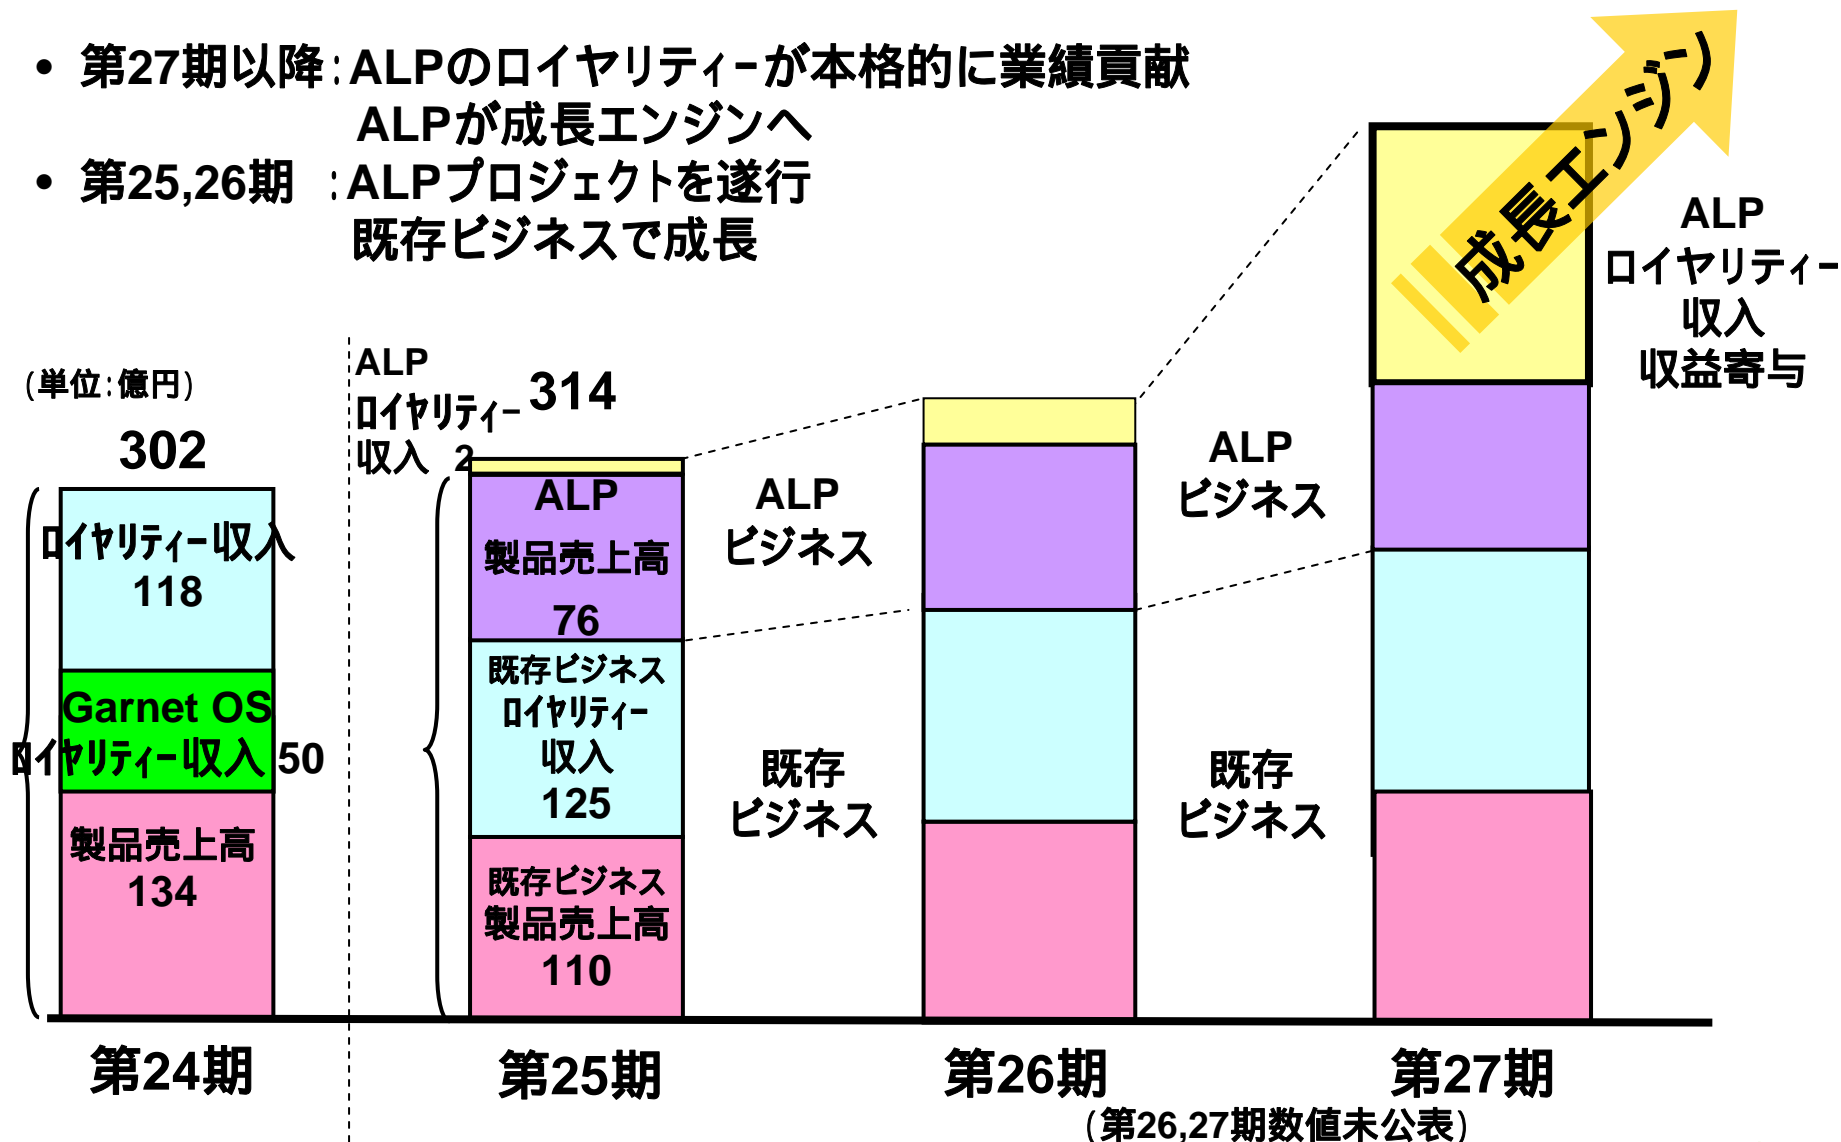 • 第27期以降:ALPのロイヤリティーが本格的に業績貢献
ALPが成長エンジンへ
• 第25,26期 :ALPプロジェクトを遂行
既存ビジネスで成長
成長エンジン
ALP
ロイヤリティー
収入
収益寄与
(単位:億円)
302
ロイヤリティー収入
118
Garnet OS
ロイヤリティー収入 50
製品売上高
134
ALP
ロイヤリティー
収入 2
314
ALP
製品売上高
76
既存ビジネス
ロイヤリティー
収入
125
既存ビジネス
製品売上高
110
ALP
ビジネス
既存
ビジネス
ALP
ビジネス
既存
ビジネス
第24期
第25期
第26期
第27期
(第26,27期数値未公表)